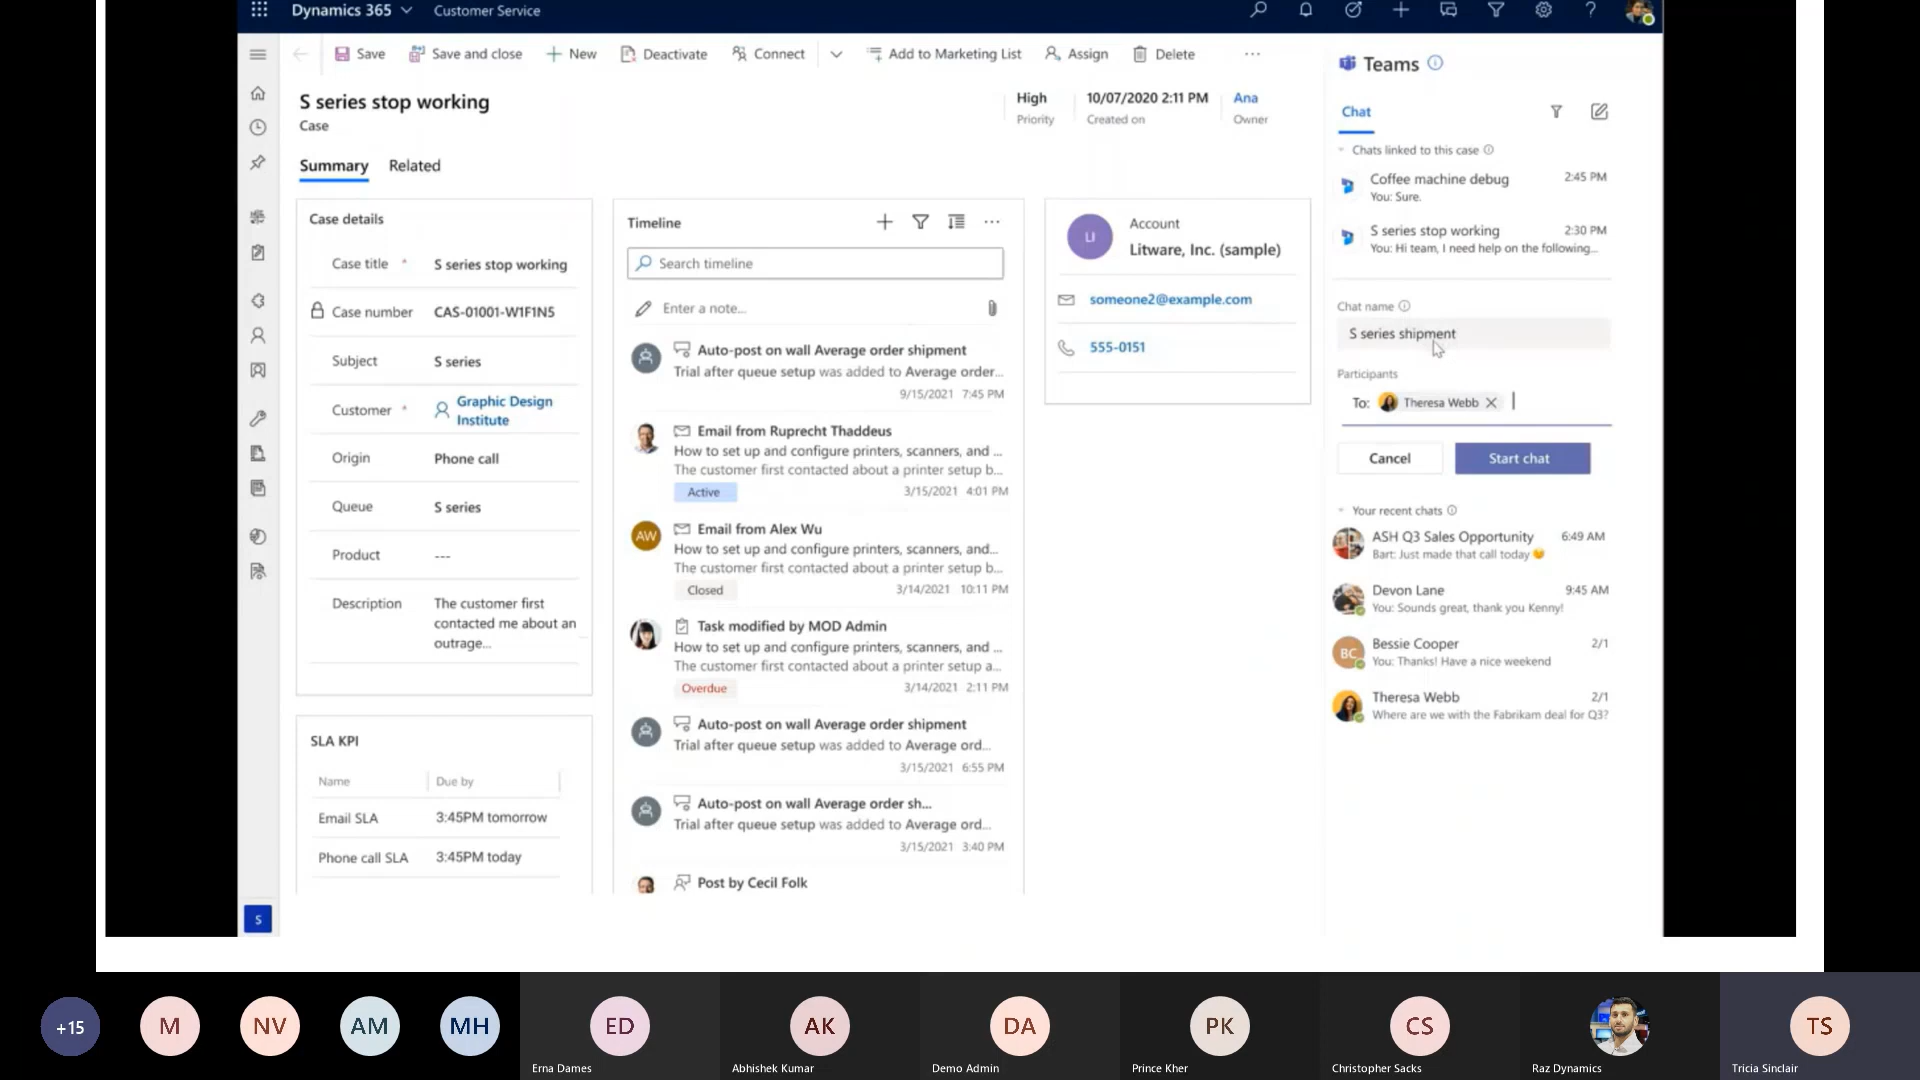 Dynamics 365
Customer Service
Save
Save and close
New
Deactivate
Connect
Add to Marketing List
Assign
Delete
S series stop working
Case
High
Priority
10/07/2020 2:11 PM
Created on
Ana
Owner
Summary
Related
Case details
Case title * S series stop working
Case number CAS-01001-W1F1N5
Subject S series
Customer * Graphic Design
Institute
Origin Phone call
Queue S series
Product ---
Description The customer first
contacted me about an
outrage...
SLA KPI
Name Due by
Email SLA 3:45PM tomorrow
Phone call SLA 3:45PM today
S
Timeline
Search timeline
Enter a note...
Auto-post on wall Average order shipment
Trial after queue setup was added to Average order...
9/15/2021 7:45 PM
Email from Ruprecht Thaddeus
How to set up and configure printers, scanners, and ...
The customer first contacted about a printer setup b...
Active 3/15/2021 4:01 PM
AW
Email from Alex Wu
How to set up and configure printers, scanners, and...
The customer first contacted about a printer setup b...
Closed 3/14/2021 10:11 PM
Task modified by MOD Admin
How to set up and configure printers, scanners, and ...
The customer first contacted about a printer setup a...
Overdue 3/14/2021 2:11 PM
Auto-post on wall Average order shipment
Trial after queue setup was added to Average ord...
3/15/2021 6:55 PM
Auto-post on wall Average order sh...
Trial after queue setup was added to Average ord...
3/15/2021 3:40 PM
Post by Cecil Folk
LI
Account
Litware, Inc. (sample)
someone2@example.com
555-0151
Teams
Chat
Chats linked to this case
Coffee machine debug 2:45 PM
You: Sure.
S series stop working 2:30 PM
You: Hi team, I need help on the following...
Chat name
S series shipment
Participants
To: Theresa Webb
Cancel
Start chat
Your recent chats
ASH Q3 Sales Opportunity 6:49 AM
Bart: Just made that call today
Devon Lane 9:45 AM
You: Sounds great, thank you Kenny!
BC
Bessie Cooper 2/1
You: Thanks! Have a nice weekend
Theresa Webb 2/1
Where are we with the Fabrikam deal for Q3?
+15
M
NV
AM
MH
ED
Erna Dames
AK
Abhishek Kumar
DA
Demo Admin
PK
Prince Kher
CS
Christopher Sacks
Raz Dynamics
TS
Tricia Sinclair